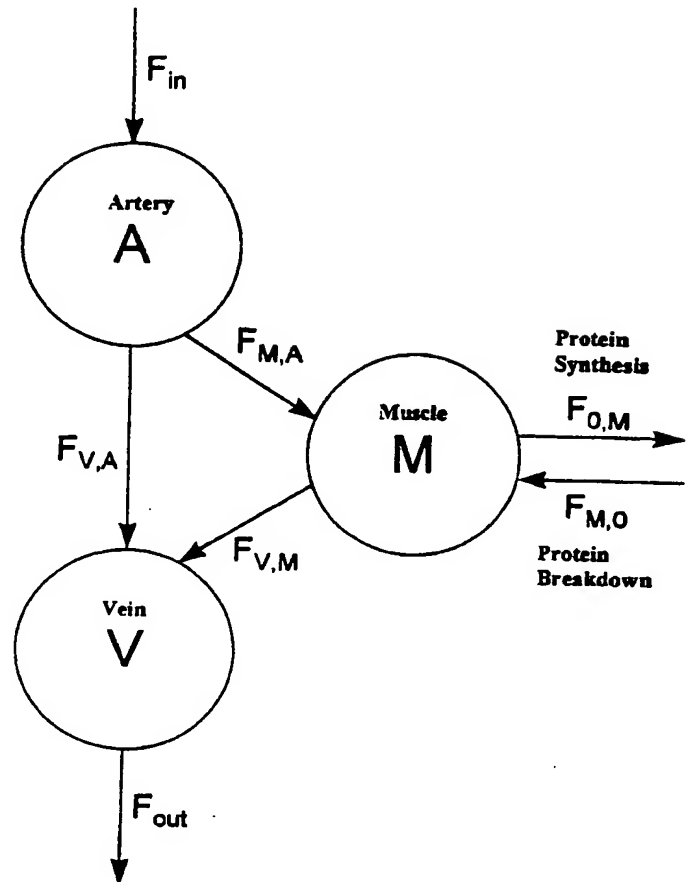 F_in
Artery
A
F_M,A
Protein
Synthesis
F_0,M
Muscle
M
F_V,A
F_M,0
F_V,M
Protein
Breakdown
Vein
V
F_out